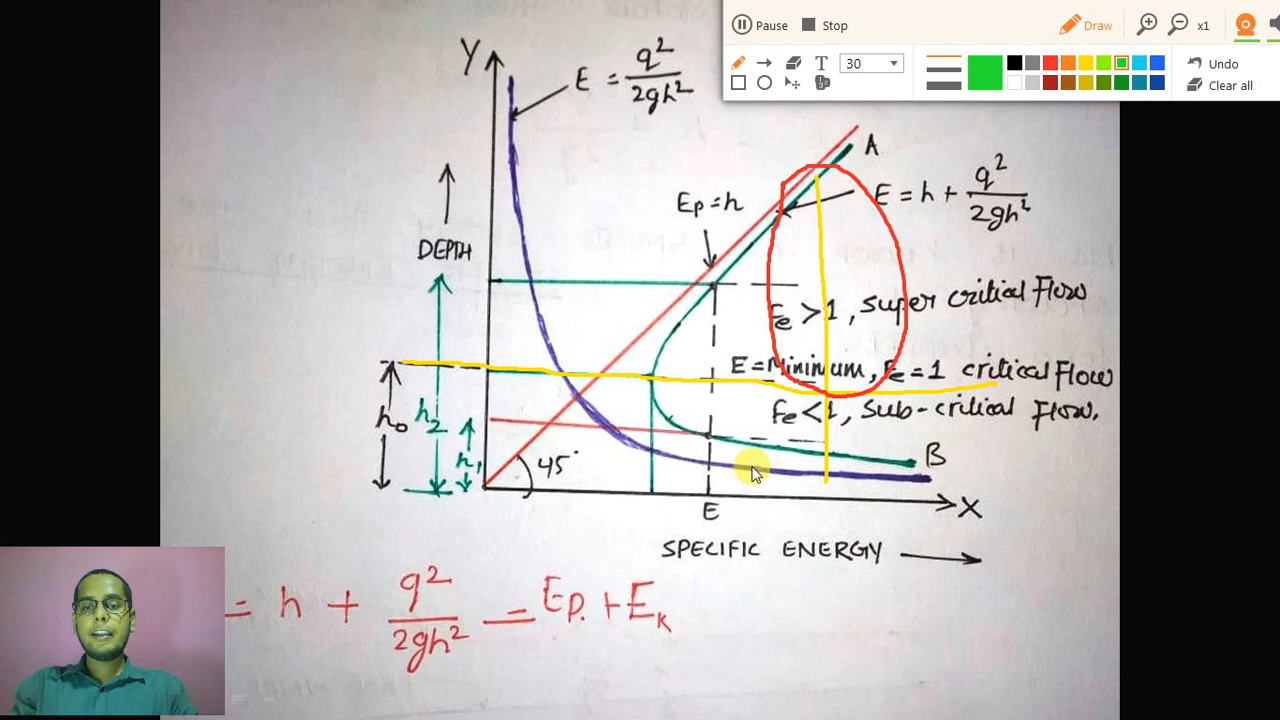 Pause Stop Draw x1
T 30 Undo
Clear all
Y
E = q²/2gh²
A
E = h + q²/2gh²
Ep = h
DEPTH
Fe > 1, Super critical Flow
E = Minimum, Fe = 1 critical Flow
Fe < 1, Sub-critical Flow.
h₀ h₂ h₁
45°
B
E
X
SPECIFIC ENERGY
= h + q²/2gh² = Ep. + Ek